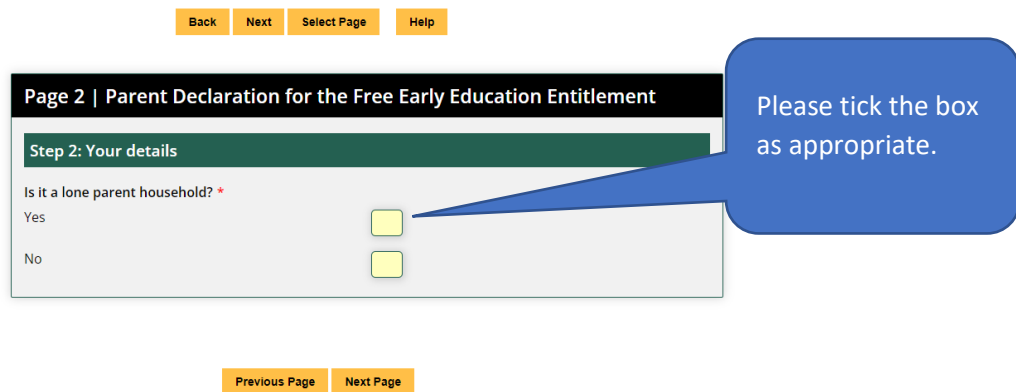 Back Next Select Page Help
Page 2 | Parent Declaration for the Free Early Education Entitlement
Please tick the box
as appropriate.
Step 2: Your details
Is it a lone parent household? *
Yes
No
Previous Page Next Page